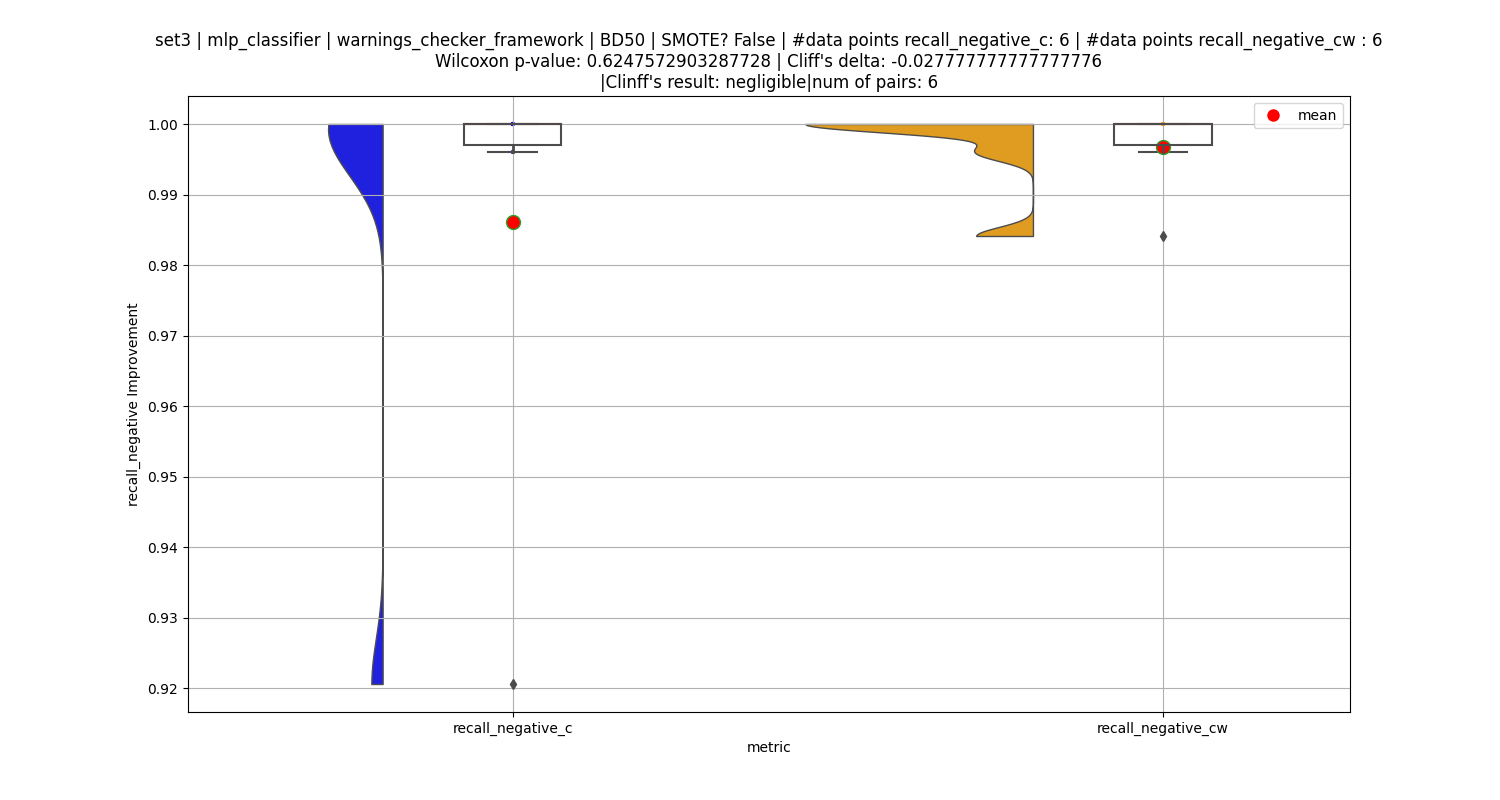 set3 | mlp_classifier | warnings_checker_framework | BD50 | SMOTE? False | #data points recall_negative_c: 6 | #data points recall_negative_cw : 6
Wilcoxon p-value: 0.6247572903287728 | Cliff's delta: -0.027777777777777776
|Clinff's result: negligible|num of pairs: 6
mean
1.00
0.99
0.98
0.97
0.96
0.95
0.94
0.93
0.92
recall_negative Improvement
recall_negative_c
recall_negative_cw
metric